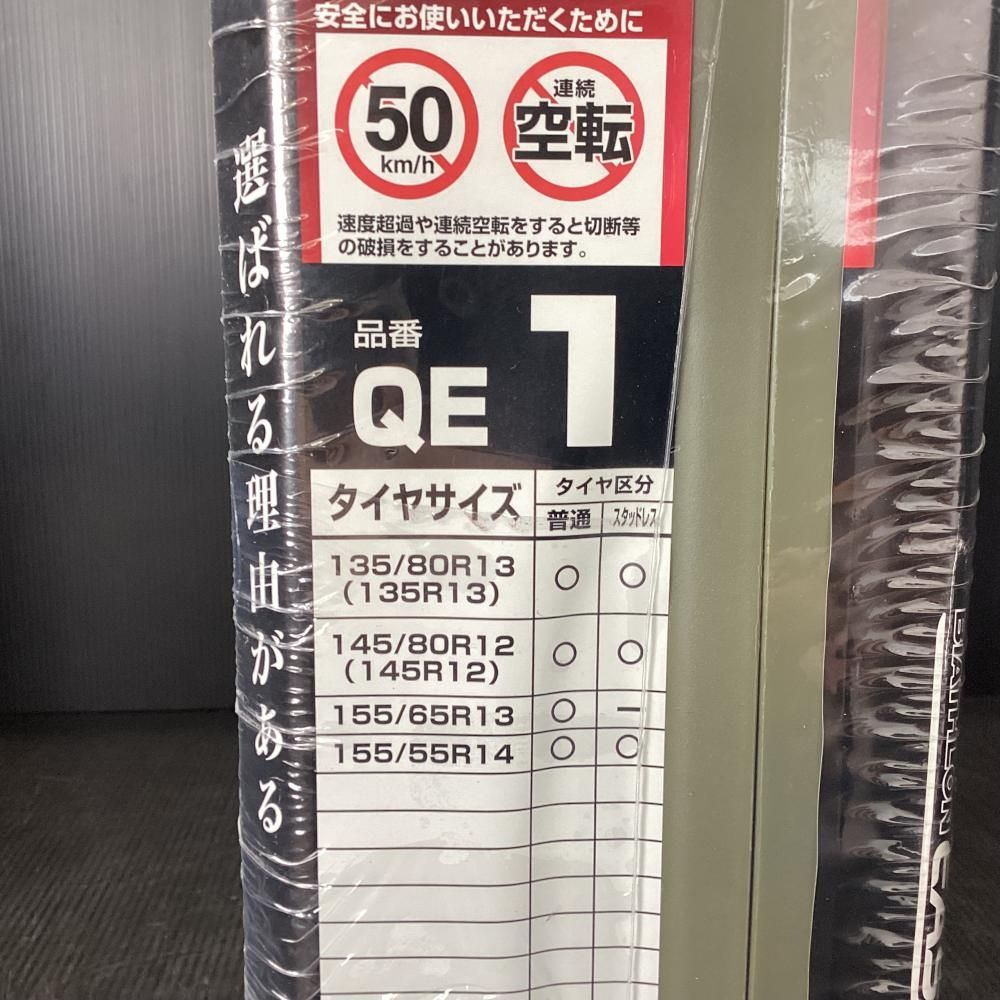 安全にお使いいただくために
50
km/h
連続
空転
速度超過や連続空転をすると切断等
の破損をすることがあります。
選ばれる理由がある
品番
QE 1
タイヤサイズ
タイヤ区分
普通 スタッドレス
135/80R13 ○ ○
(135R13)
145/80R12 ○ ○
(145R12)
155/65R13 ○ ー
155/55R14 ○ ○
BIATHLON